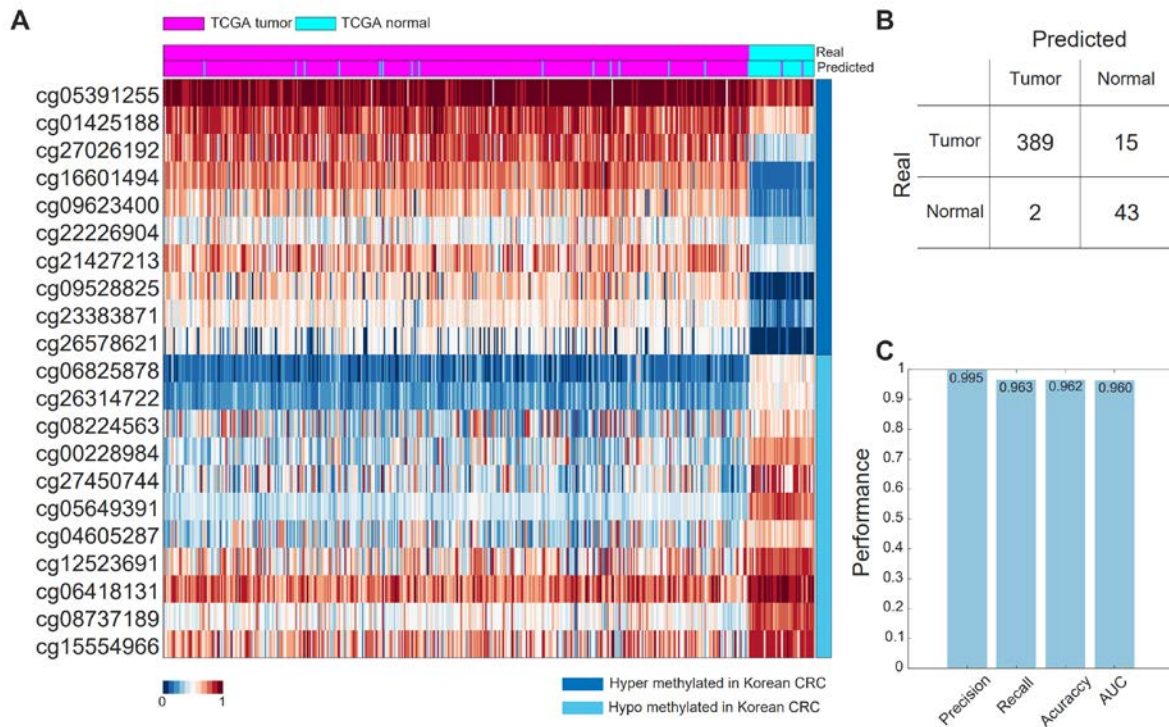 A
TCGA tumor TCGA normal
Real
Predicted
cg05391255
cg01425188
cg27026192
cg16601494
cg09623400
cg22226904
cg21427213
cg09528825
cg23383871
cg26578621
cg06825878
cg26314722
cg08224563
cg00228984
cg27450744
cg05649391
cg04605287
cg12523691
cg06418131
cg08737189
cg15554966
0 1
Hyper methylated in Korean CRC
Hypo methylated in Korean CRC
B
Predicted
Tumor Normal
Real
Tumor 389 15
Normal 2 43
C
Performance
1
0.9
0.8
0.7
0.6
0.5
0.4
0.3
0.2
0.1
0
0.995 0.963 0.962 0.960
Precision Recall Acuraccy AUC